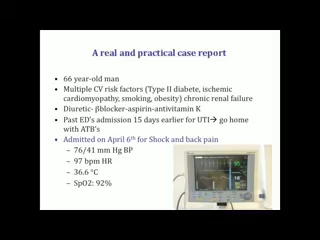 A real and practical case report
• 66 year-old man
• Multiple CV risk factors (Type II diabete, ischemic
cardiomyopathy, smoking, obesity) chronic renal failure
• Diuretic- βblocker-aspirin-antivitamin K
• Past ED's admission 15 days earlier for UTI→ go home
with ATB's
• Admitted on April 6th for Shock and back pain
– 76/41 mm Hg BP
– 97 bpm HR
– 36.6 °C
– SpO2: 92%